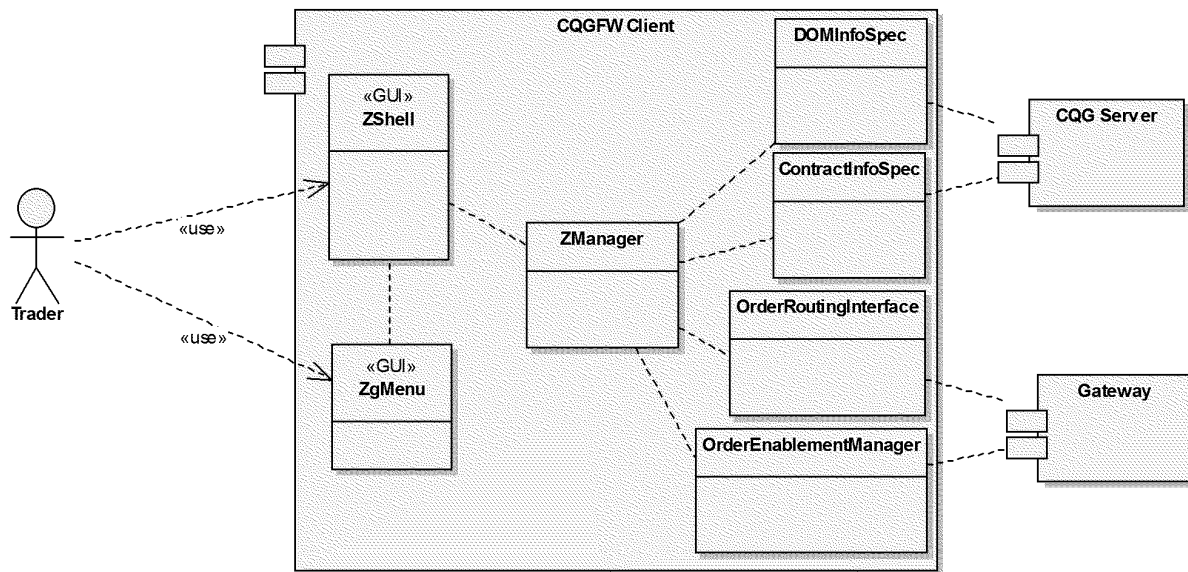 CQGFW Client
DOMInfoSpec
«GUI»
ZShell
CQG Server
ContractInfoSpec
«use»
ZManager
Trader
OrderRoutingInterface
«use»
«GUI»
ZgMenu
Gateway
OrderEnablementManager